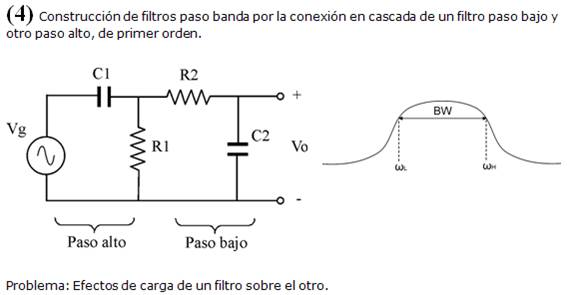 (4) Construcción de filtros paso banda por la conexión en cascada de un filtro paso bajo y
otro paso alto, de primer orden.
C1
R2
+
Vg
R1
C2
Vo
-
BW
ωL
ωH
Paso alto
Paso bajo
Problema: Efectos de carga de un filtro sobre el otro.